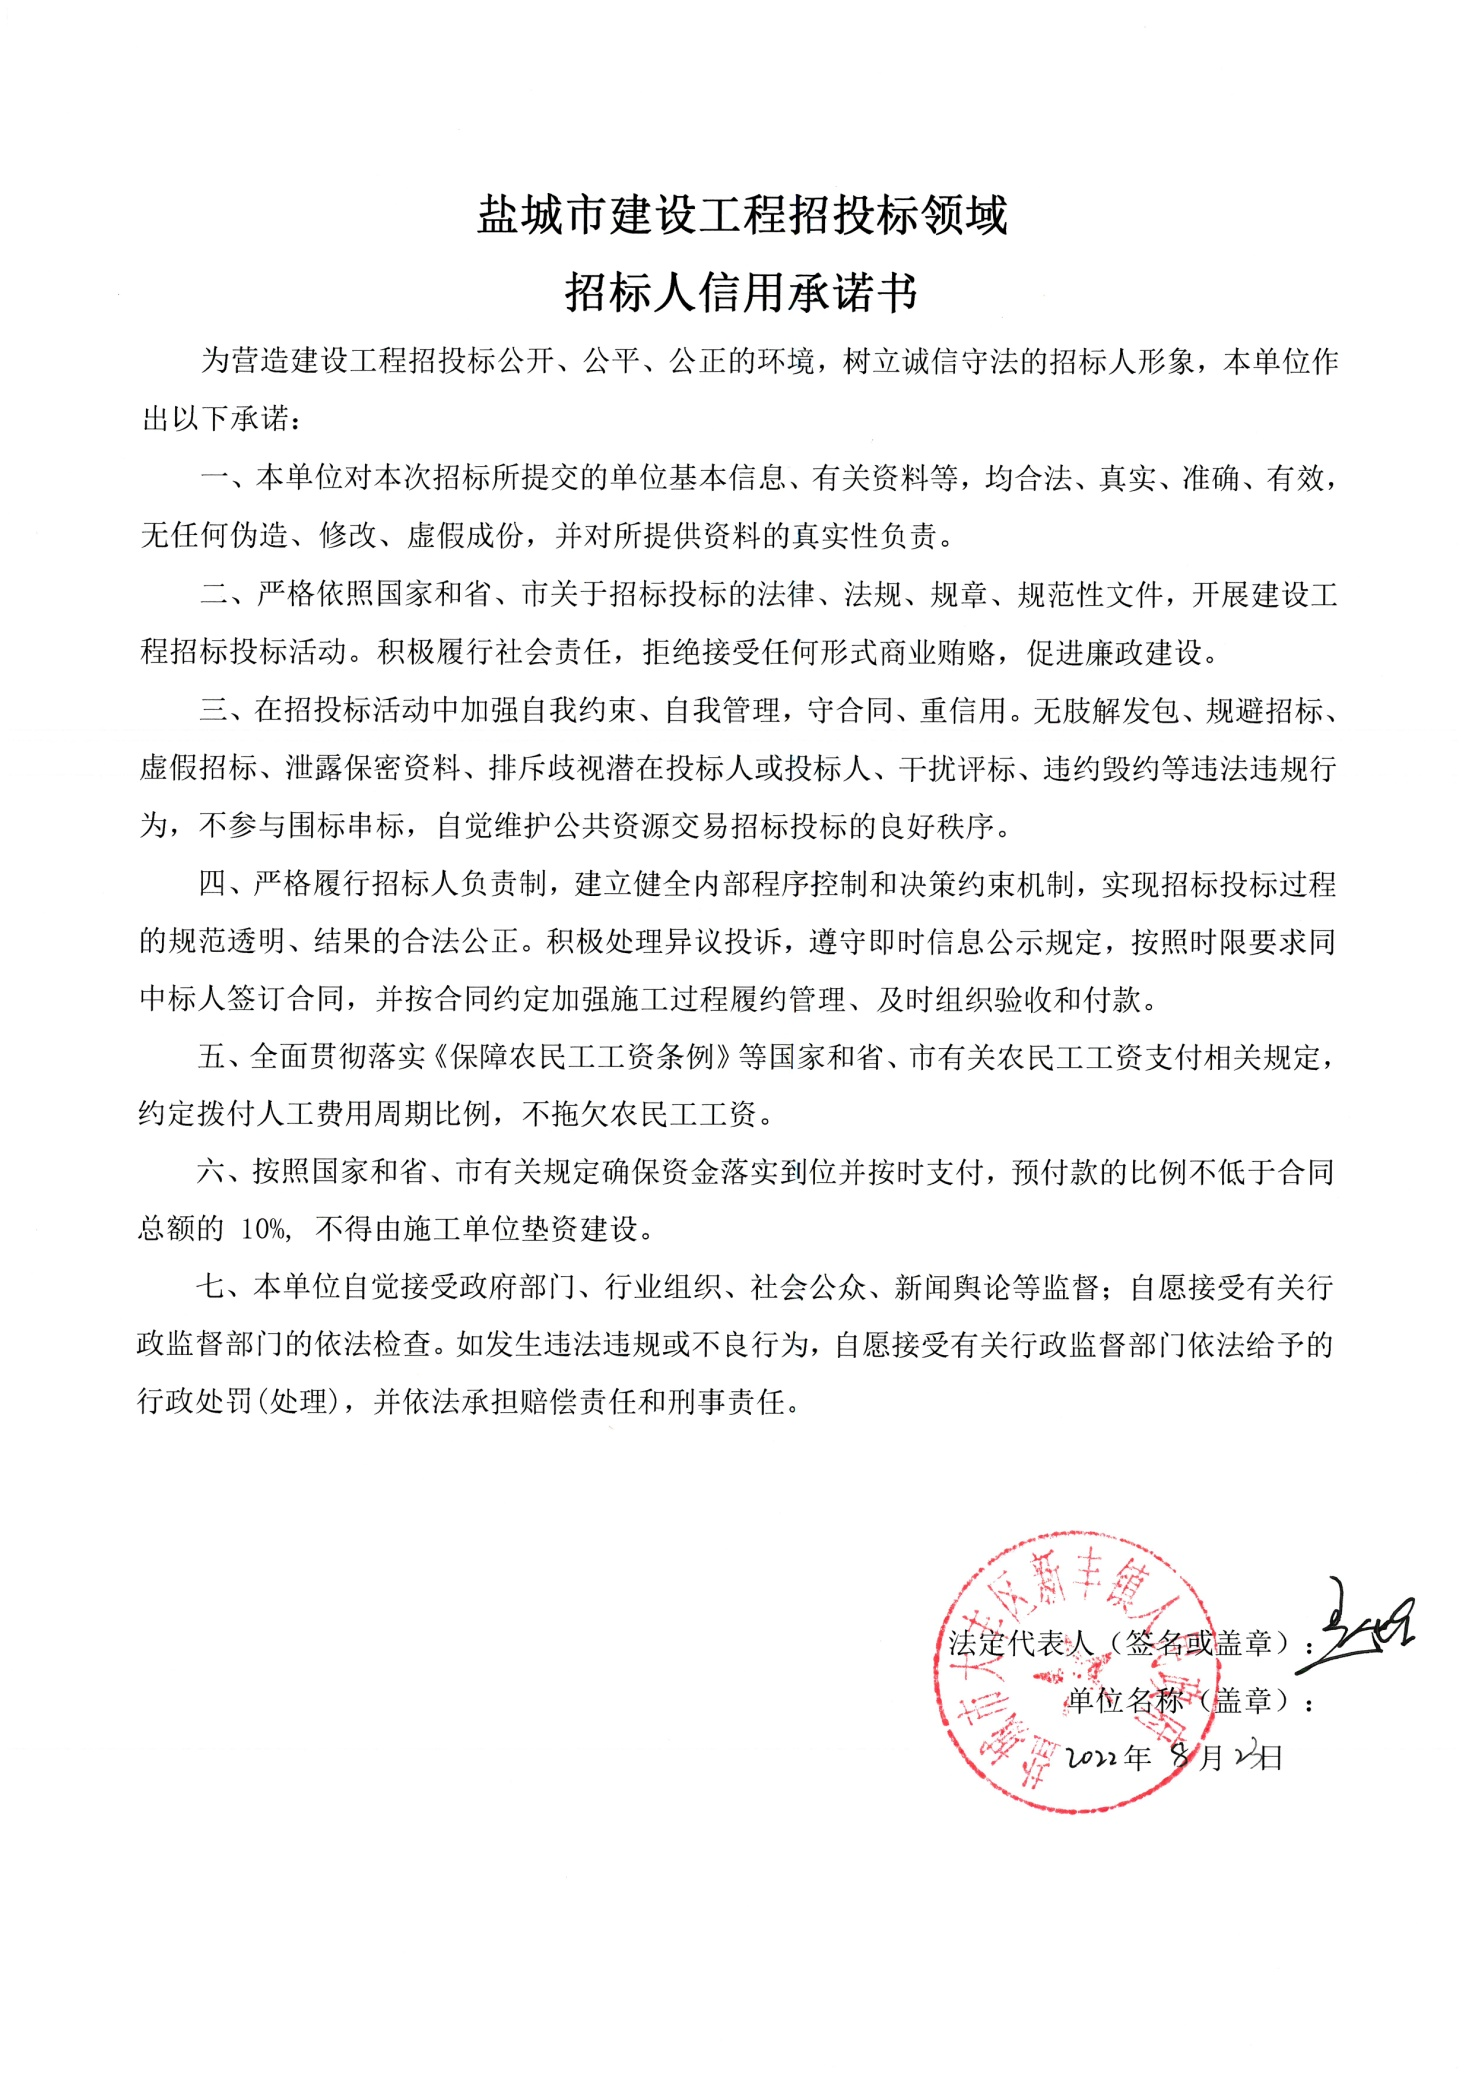 盐城市建设工程招投标领域
招标人信用承诺书
为营造建设工程招投标公开、公平、公正的环境，树立诚信守法的招标人形象，本单位作
出以下承诺：
一、本单位对本次招标所提交的单位基本信息、有关资料等，均合法、真实、准确、有效，
无任何伪造、修改、虚假成份，并对所提供资料的真实性负责。
二、严格依照国家和省、市关于招标投标的法律、法规、规章、规范性文件，开展建设工
程招标投标活动。积极履行社会责任，拒绝接受任何形式商业贿赂，促进廉政建设。
三、在招投标活动中加强自我约束、自我管理，守合同、重信用。无肢解发包、规避招标、
虚假招标、泄露保密资料、排斥歧视潜在投标人或投标人、干扰评标、违约毁约等违法违规行
为，不参与围标串标，自觉维护公共资源交易招标投标的良好秩序。
四、严格履行招标人负责制，建立健全内部程序控制和决策约束机制，实现招标投标过程
的规范透明、结果的合法公正。积极处理异议投诉，遵守即时信息公示规定，按照时限要求同
中标人签订合同，并按合同约定加强施工过程履约管理、及时组织验收和付款。
五、全面贯彻落实《保障农民工工资条例》等国家和省、市有关农民工工资支付相关规定，
约定拨付人工费用周期比例，不拖欠农民工工资。
六、按照国家和省、市有关规定确保资金落实到位并按时支付，预付款的比例不低于合同
总额的 10%, 不得由施工单位垫资建设。
七、本单位自觉接受政府部门、行业组织、社会公众、新闻舆论等监督；自愿接受有关行
政监督部门的依法检查。如发生违法违规或不良行为，自愿接受有关行政监督部门依法给予的
行政处罚(处理)，并依法承担赔偿责任和刑事责任。
盐城市大丰区新丰镇人民政府
法定代表人（签名或盖章）：
单位名称（盖章）：
2022年 8月23日